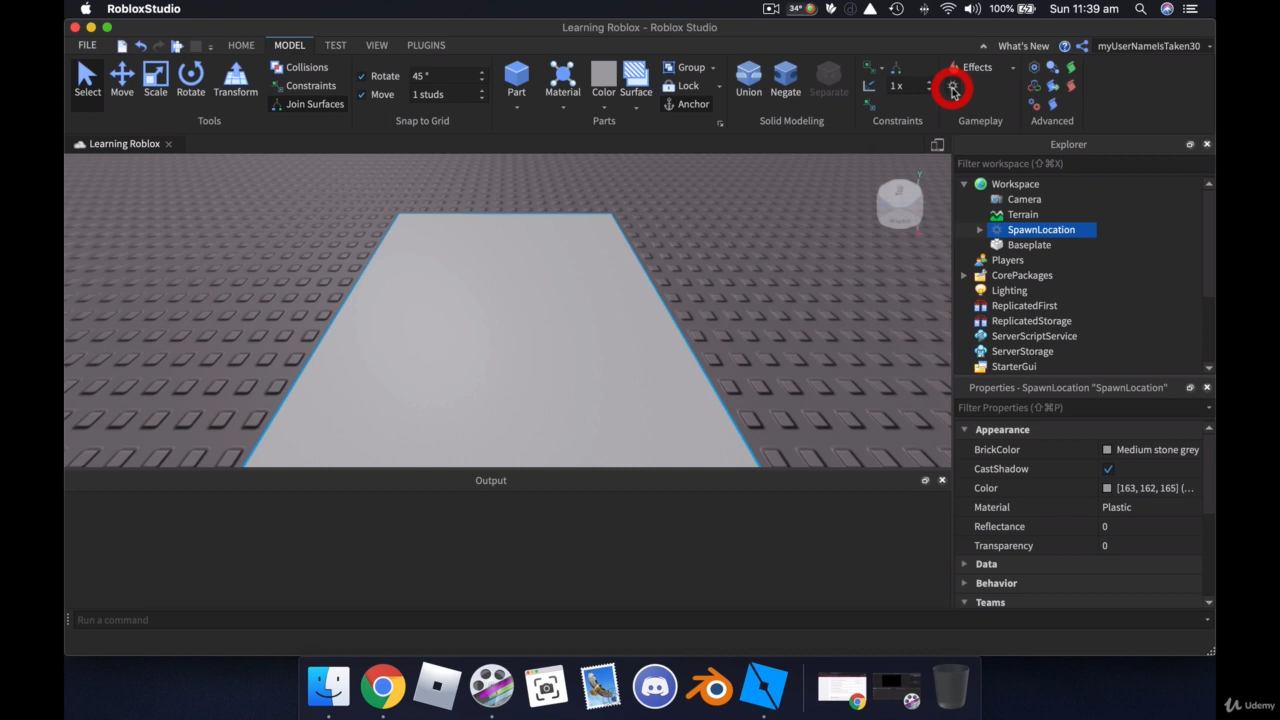 RobloxStudio
34°
100%
Sun 11:39 am
Learning Roblox - Roblox Studio
FILE
HOME
MODEL
TEST
VIEW
PLUGINS
What's New
myUserNameIsTaken30
Select
Move
Scale
Rotate
Transform
Collisions
Constraints
Join Surfaces
Tools
Rotate
45 °
Move
1 studs
Snap to Grid
Part
Material
Color
Surface
Group
Lock
Anchor
Parts
Union
Negate
Separate
Solid Modeling
1 x
Constraints
Effects
Gameplay
Advanced
Learning Roblox
Y
Explorer
Filter workspace (⇧⌘X)
Workspace
Camera
Terrain
SpawnLocation
Baseplate
Players
CorePackages
Lighting
ReplicatedFirst
ReplicatedStorage
ServerScriptService
ServerStorage
StarterGui
Properties - SpawnLocation "SpawnLocation"
Filter Properties (⇧⌘P)
Appearance
BrickColor
Medium stone grey
CastShadow
Color
[163, 162, 165] (...
Material
Plastic
Reflectance
0
Transparency
0
Data
Behavior
Teams
Output
Run a command
Udemy